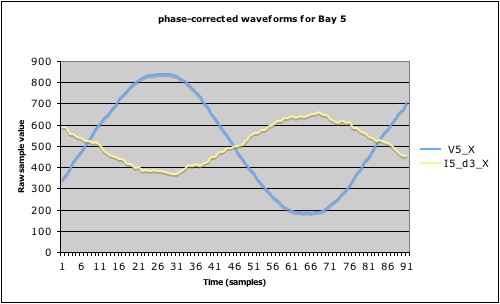 phase-corrected waveforms for Bay 5
900
800
700
600
500
400
300
200
100
0
Raw sample value
1 6 11 16 21 26 31 36 41 46 51 56 61 66 71 76 81 86 91
Time (samples)
V5_X
I5_d3_X